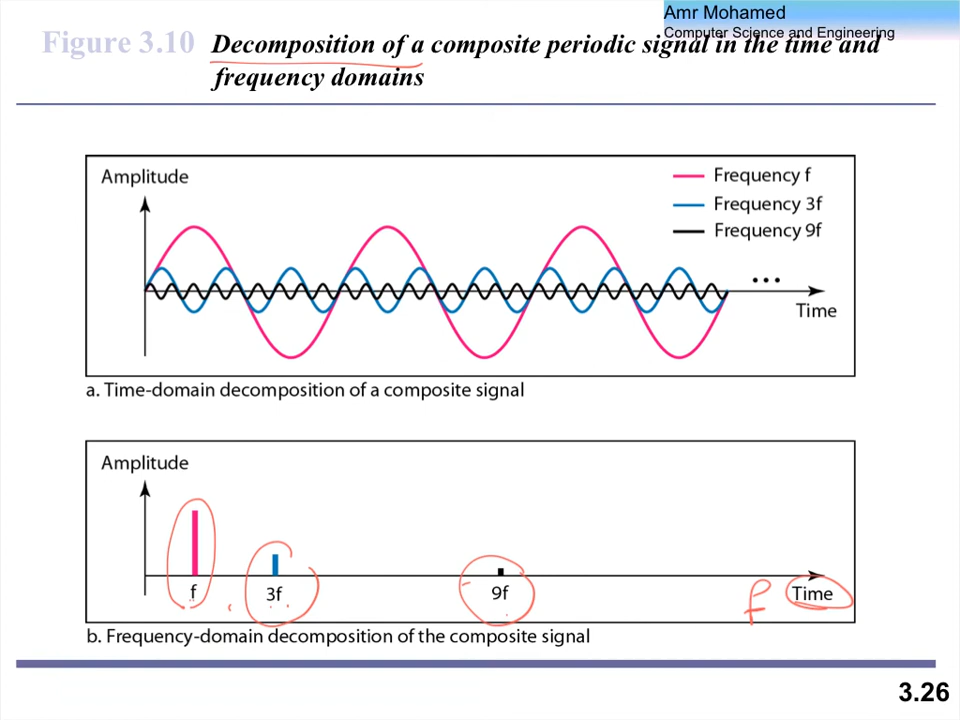 Amr Mohamed
Computer Science and Engineering
Figure 3.10 Decomposition of a composite periodic signal in the time and
frequency domains
Amplitude
Frequency f
Frequency 3f
Frequency 9f
...
Time
a. Time-domain decomposition of a composite signal
Amplitude
f
3f
9f
f Time
b. Frequency-domain decomposition of the composite signal
3.26